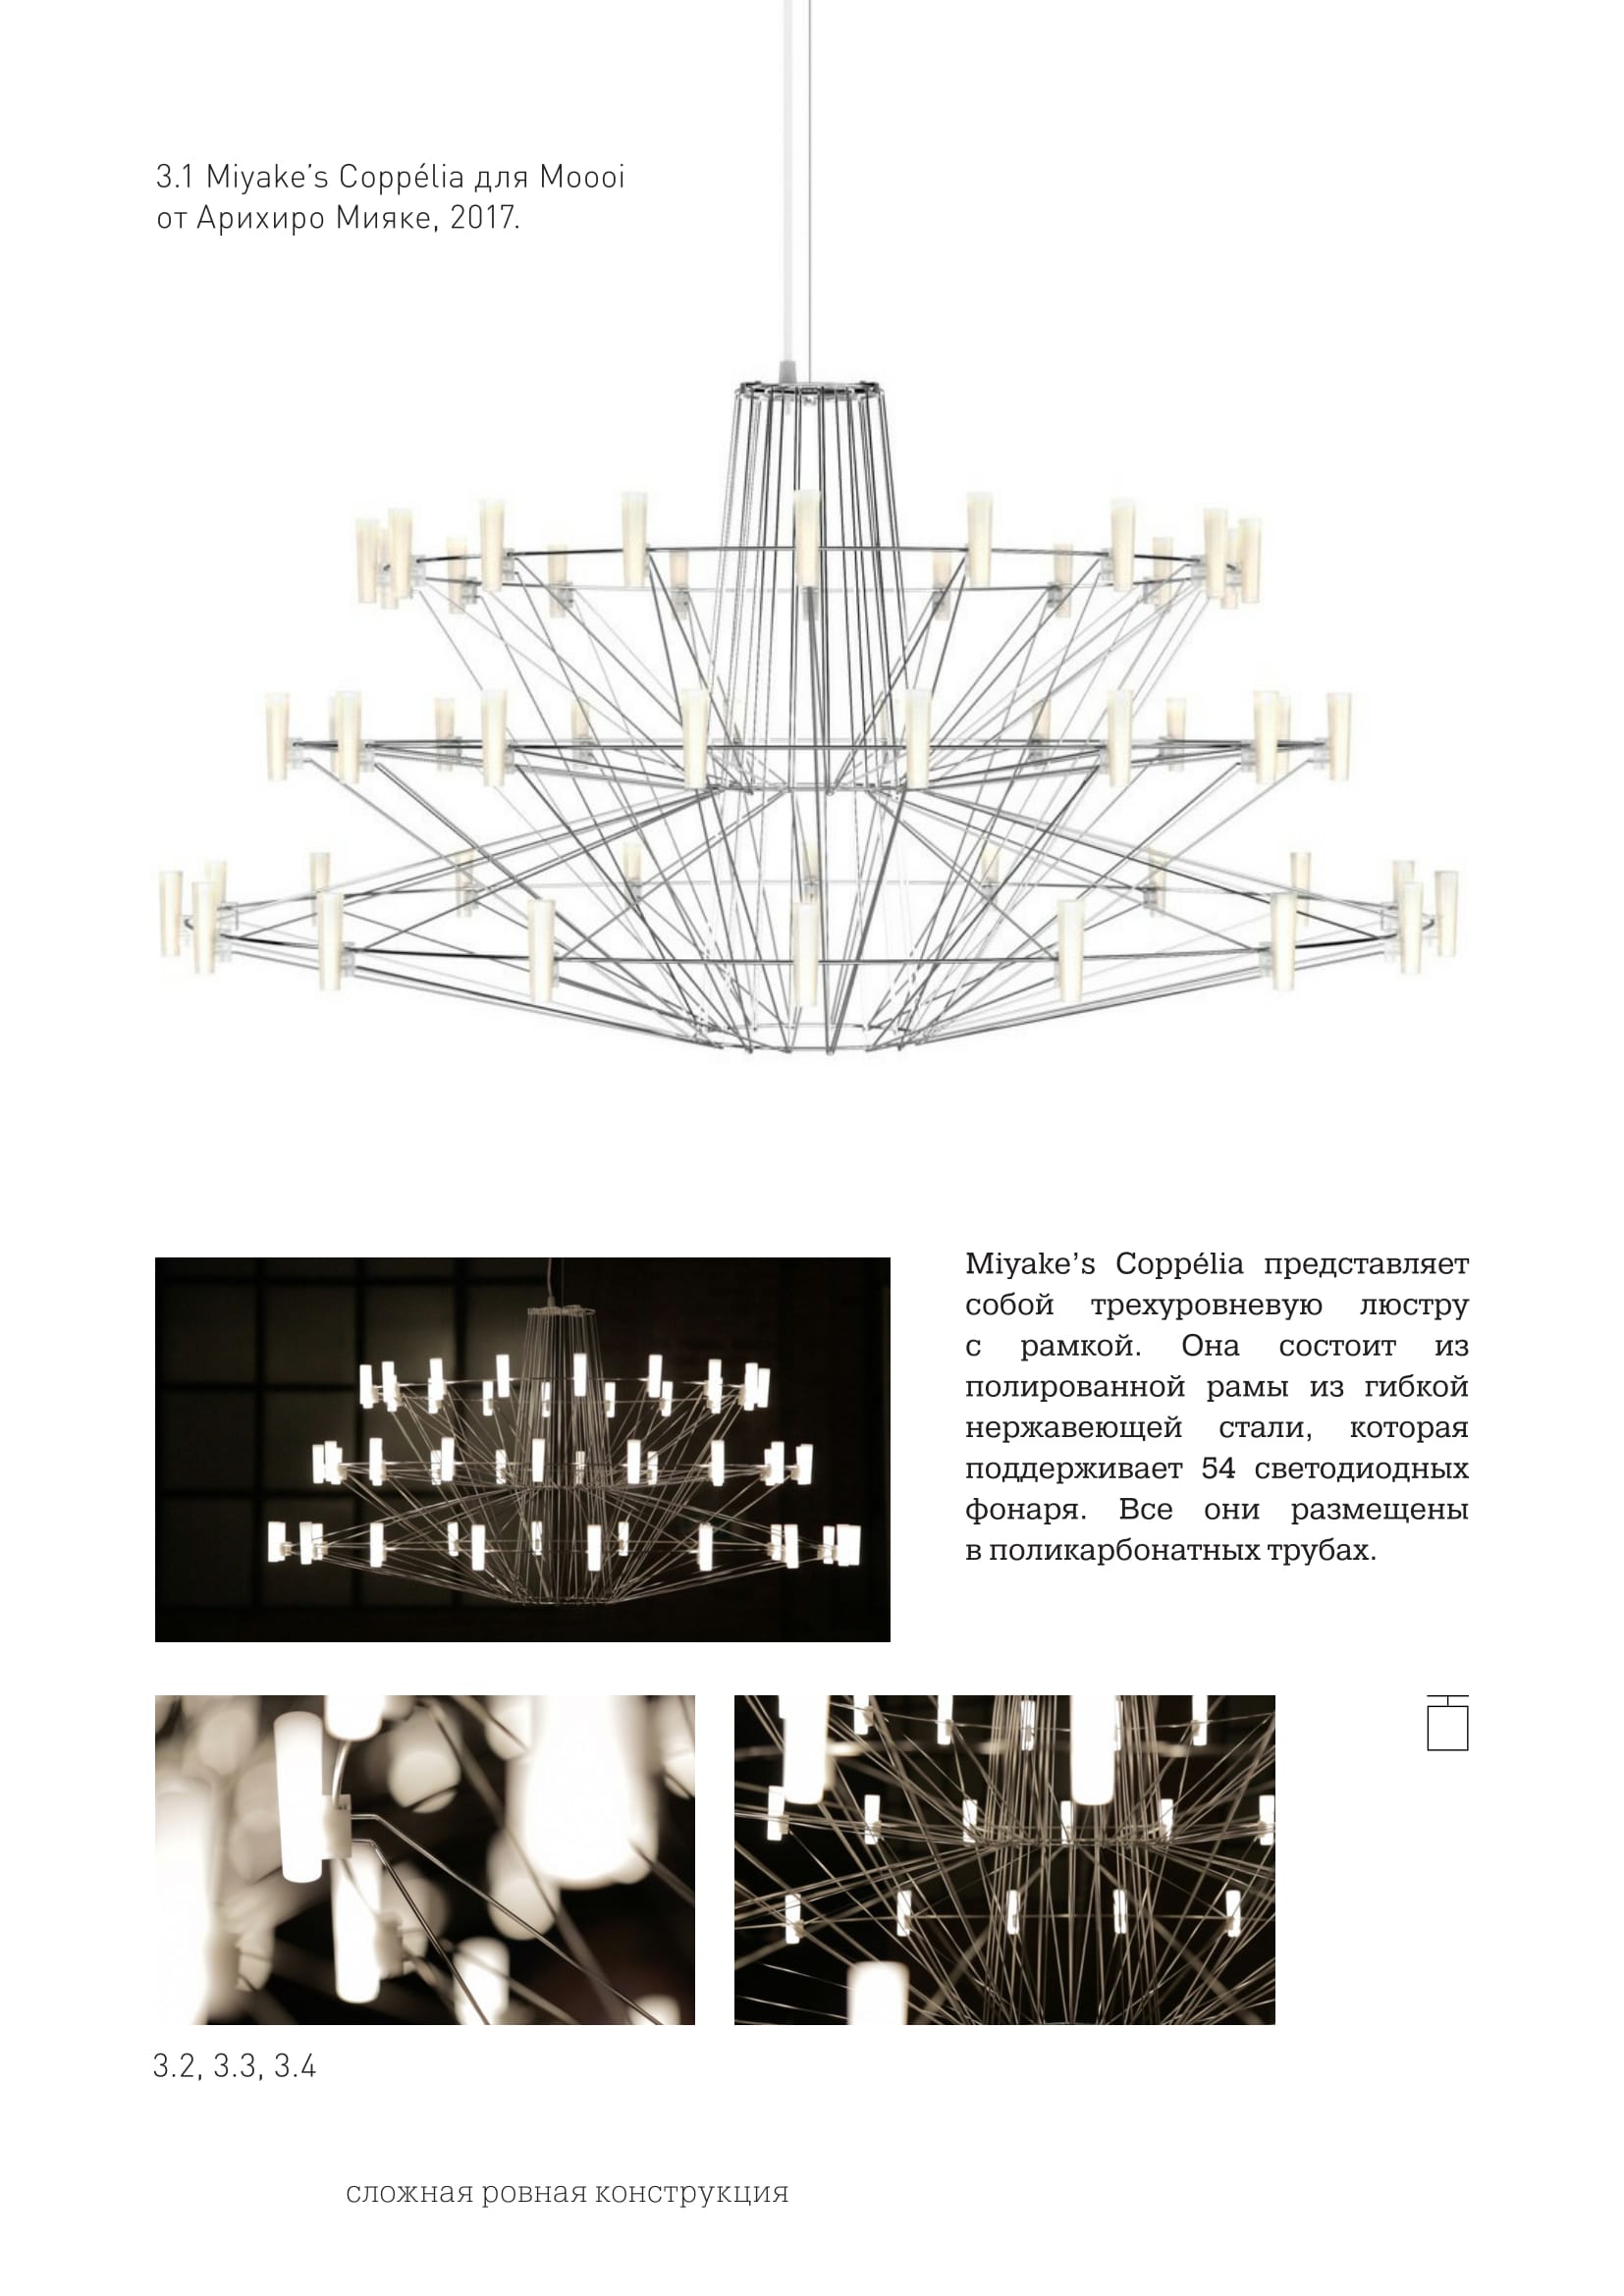 3.1 Miyake’s Coppélia для Moooi
от Арихиро Мияке, 2017.
Miyake’s Coppélia представляет
собой трехуровневую люстру
с рамкой. Она состоит из
полированной рамы из гибкой
нержавеющей стали, которая
поддерживает 54 светодиодных
фонаря. Все они размещены
в поликарбонатных трубах.
3.2, 3.3, 3.4
сложная ровная конструкция